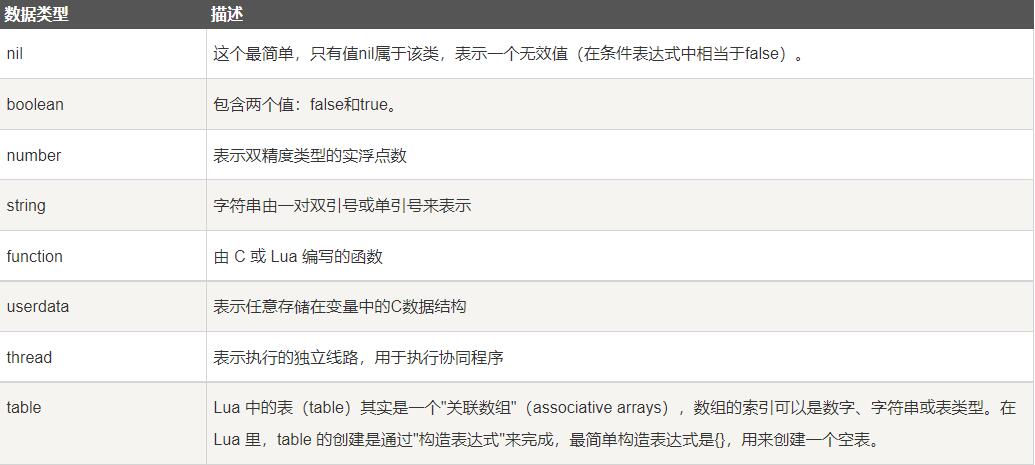 数据类型 描述
nil 这个最简单，只有值nil属于该类，表示一个无效值（在条件表达式中相当于false）。
boolean 包含两个值：false和true。
number 表示双精度类型的实浮点数
string 字符串由一对双引号或单引号来表示
function 由 C 或 Lua 编写的函数
userdata 表示任意存储在变量中的C数据结构
thread 表示执行的独立线路，用于执行协同程序
table Lua 中的表（table）其实是一个"关联数组"（associative arrays），数组的索引可以是数字、字符串或表类型。在
Lua 里，table 的创建是通过"构造表达式"来完成，最简单构造表达式是{}，用来创建一个空表。